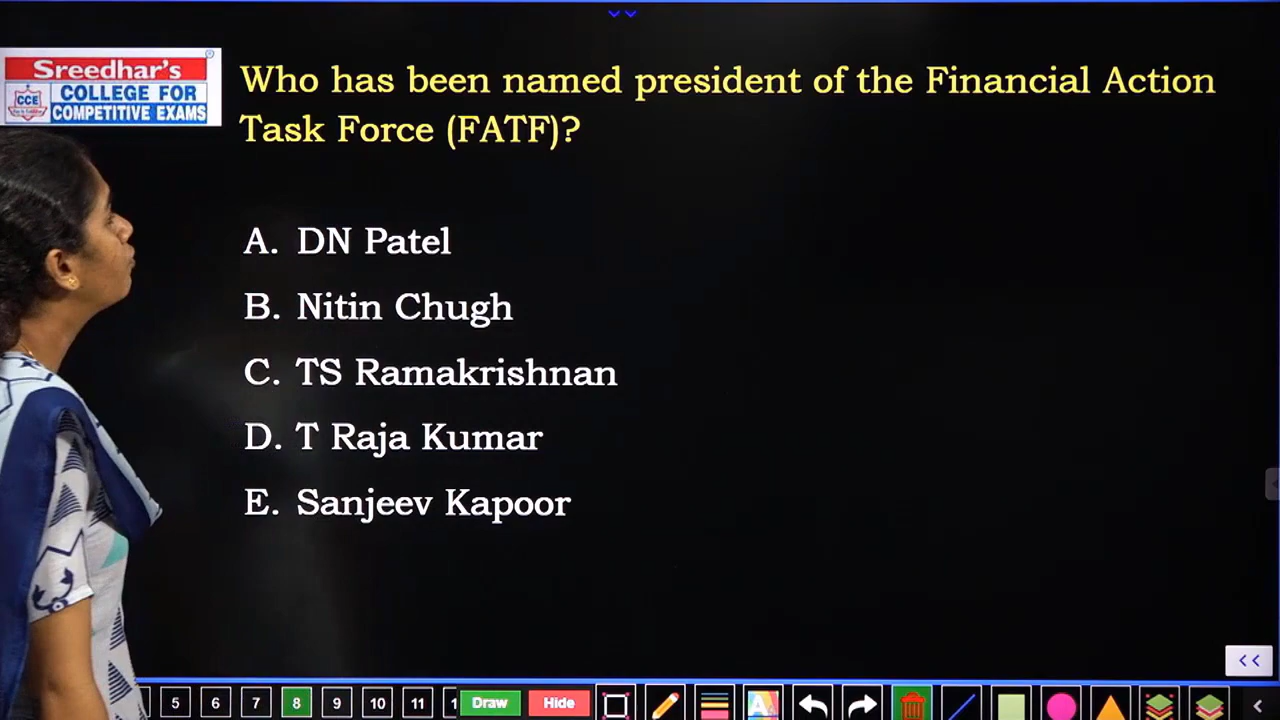 Sreedhar's
CCE
COLLEGE FOR
COMPETITIVE EXAMS
Who has been named president of the Financial Action
Task Force (FATF)?
A. DN Patel
B. Nitin Chugh
C. TS Ramakrishnan
D. T Raja Kumar
E. Sanjeev Kapoor
5 6 7 8 9 10 11 1 Draw Hide A